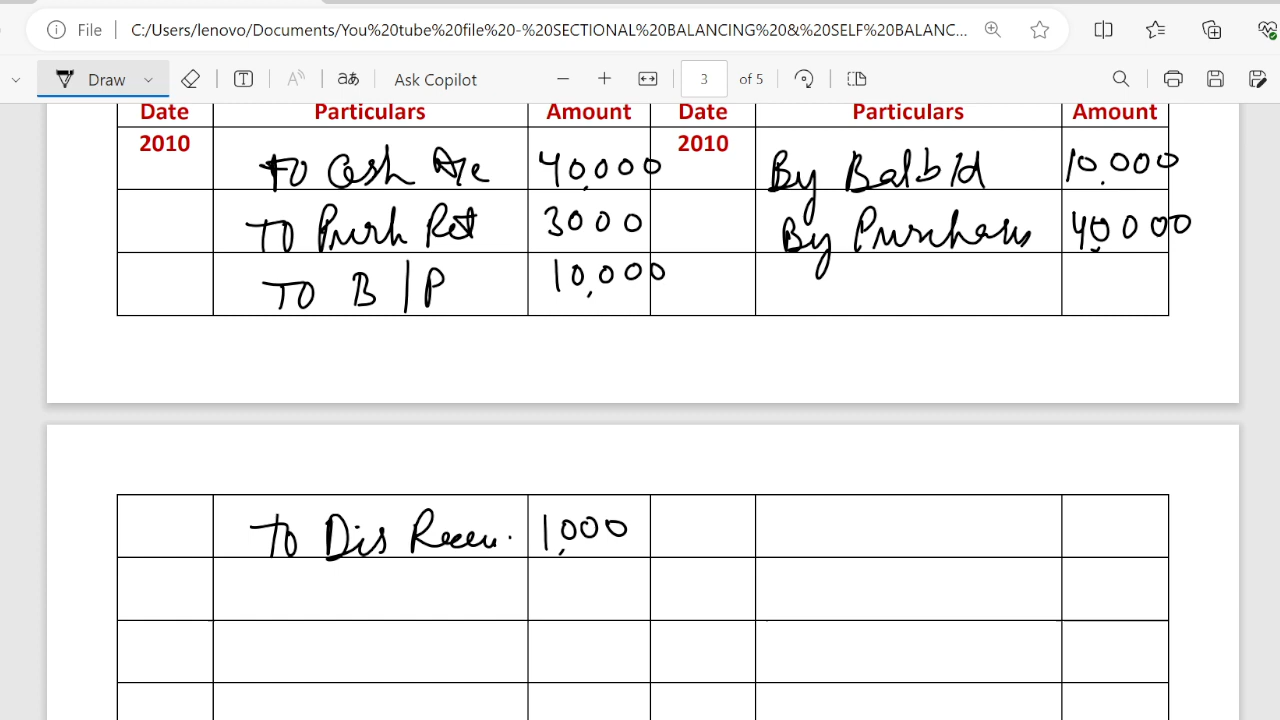 File C:/Users/lenovo/Documents/You%20tube%20file%20-%20SECTIONAL%20BALANCING%20&%20SELF%20BALANC...
Draw Ask Copilot 3 of 5
Date Particulars Amount Date Particulars Amount
2010 To Cash A/c 40,000 2010 By Bal b/d 10,000
To Purch Ret 3000 By Purchases 40,000
To B/P 10,000
To Dis Recev. 1,000